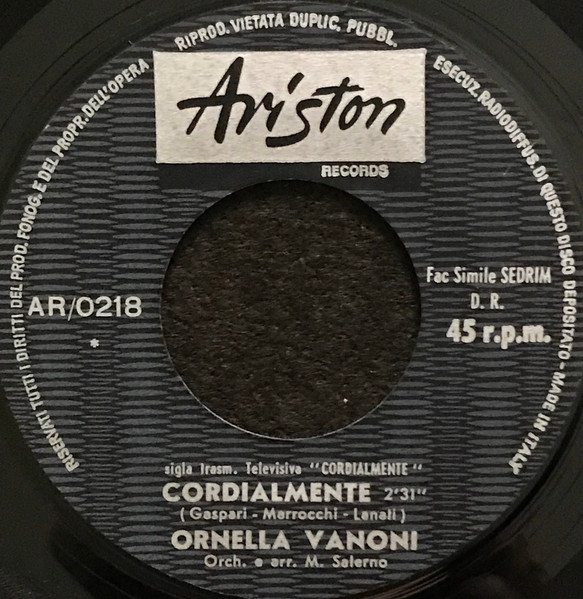 RISERVATI TUTTI I DIRITTI DEL PROD. FONOG. E DEL PROPR. DELL'OPERA
RIPROD. VIETATA DUPLIC. PUBBL.
ESECUZ. RADIODIFFUS. DI QUESTO DISCO DEPOSITATO - MADE IN ITALY
Ariston
RECORDS
Fac Simile SEDRIM
D. R.
AR/0218
*
45 r.p.m.
sigla trasm. Televisiva "CORDIALMENTE"
CORDIALMENTE 2'31"
(Gaspari - Marrocchi - Lanati)
ORNELLA VANONI
Orch. e arr. M. Salerno